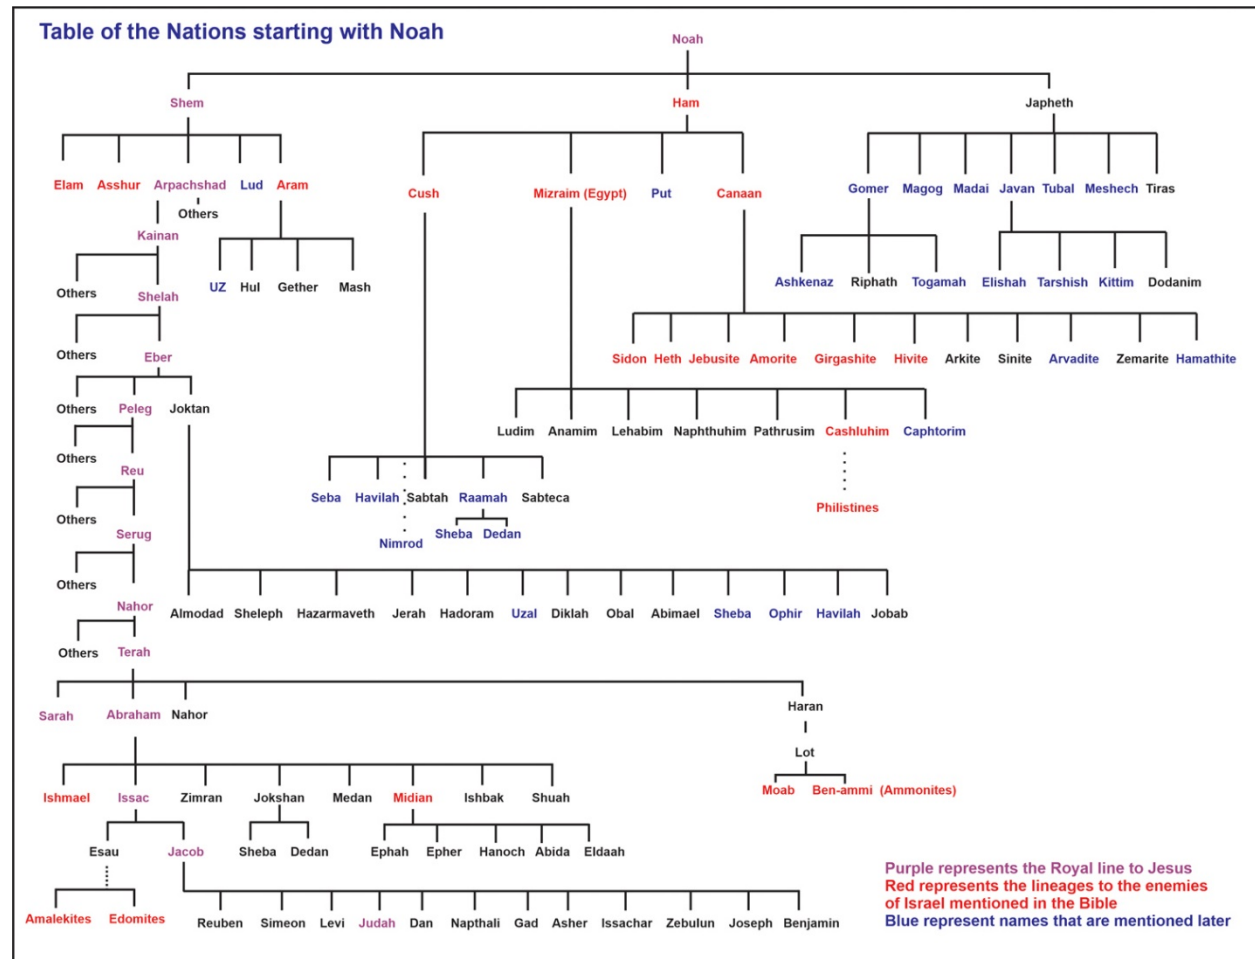 Table of the Nations starting with Noah
Noah
Shem Ham Japheth
Elam Asshur Arpachshad Lud Aram
Others
Cush Mizraim (Egypt) Put Canaan
Gomer Magog Madai Javan Tubal Meshech Tiras
Kainan
UZ Hul Gether Mash
Ashkenaz Riphath Togamah Elishah Tarshish Kittim Dodanim
Others Shelah
Others Eber
Sidon Heth Jebusite Amorite Girgashite Hivite Arkite Sinite Arvadite Zemarite Hamathite
Others Peleg Joktan
Ludim Anamim Lehabim Naphthuhim Pathrusim Cashluhim Caphtorim
Others Reu
Seba Havilah Sabtah Raamah Sabteca
Philistines
Others Serug
Nimrod Sheba Dedan
Others Nahor
Almodad Sheleph Hazarmaveth Jerah Hadoram Uzal Diklah Obal Abimael Sheba Ophir Havilah Jobab
Others Terah
Sarah Abraham Nahor Haran
Lot
Moab Ben-ammi (Ammonites)
Ishmael Issac Zimran Jokshan Medan Midian Ishbak Shuah
Esau Jacob Sheba Dedan Ephah Epher Hanoch Abida Eldaah
Amalekites Edomites
Reuben Simeon Levi Judah Dan Napthali Gad Asher Issachar Zebulun Joseph Benjamin
Purple represents the Royal line to Jesus
Red represents the lineages to the enemies
of Israel mentioned in the Bible
Blue represent names that are mentioned later